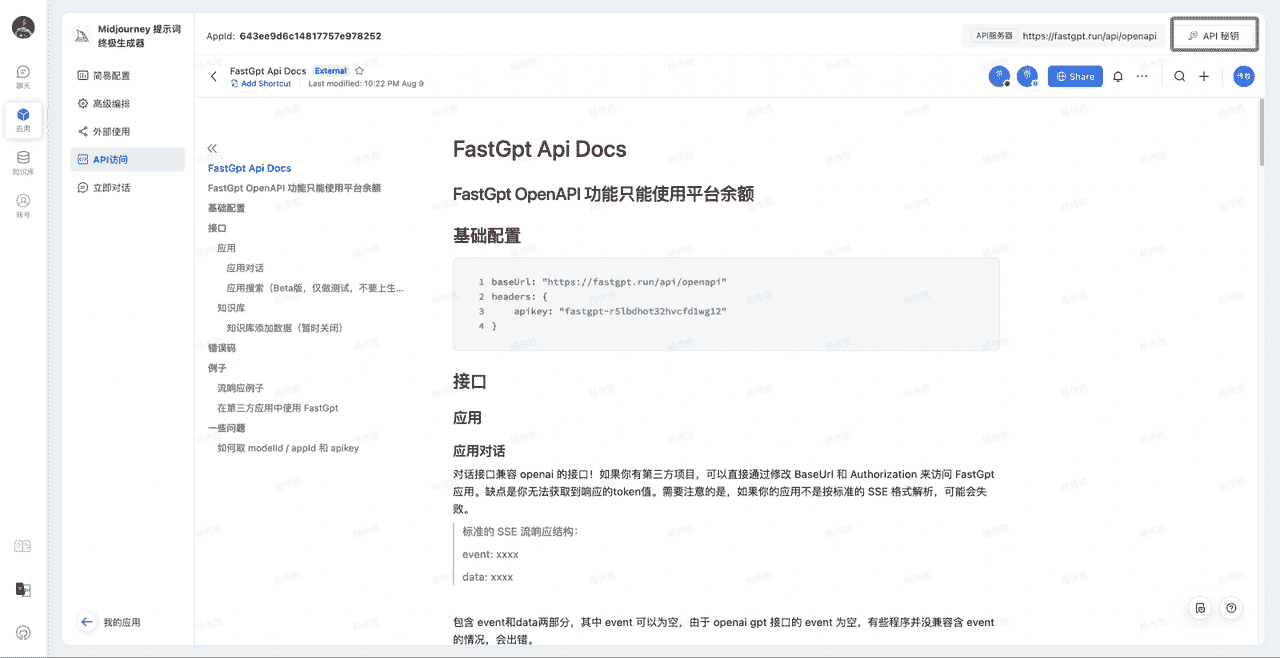 Midjourney 提示词
终极生成器
AppId: 643ee9d6c14817757e978252
API服务器 https://fastgpt.run/api/openapi
API 秘钥
聊天
应用
知识库
账号
简易配置
高级编排
外部使用
API访问
立即对话
我的应用
FastGpt Api Docs External
Add Shortcut Last modified: 10:22 PM Aug 9
Share
FastGpt Api Docs
FastGpt OpenAPI 功能只能使用平台余额
基础配置
接口
应用
应用对话
应用搜索（Beta版，仅做测试，不要上生...
知识库
知识库添加数据（暂时关闭）
错误码
例子
流响应例子
在第三方应用中使用 FastGpt
一些问题
如何取 modelId / appId 和 apikey
FastGpt Api Docs
FastGpt OpenAPI 功能只能使用平台余额
基础配置
1 baseUrl: "https://fastgpt.run/api/openapi"
2 headers: {
3 apikey: "fastgpt-r5lbdhot32hvcfd1wg12"
4 }
接口
应用
应用对话
对话接口兼容 openai 的接口！如果你有第三方项目，可以直接通过修改 BaseUrl 和 Authorization 来访问 FastGpt
应用。缺点是你无法获取到响应的token值。需要注意的是，如果你的应用不是按标准的 SSE 格式解析，可能会失
败。
标准的 SSE 流响应结构：
event: xxxx
data: xxxx
包含 event和data两部分，其中 event 可以为空，由于 openai gpt 接口的 event 为空，有些程序并没兼容含 event
的情况，会出错。